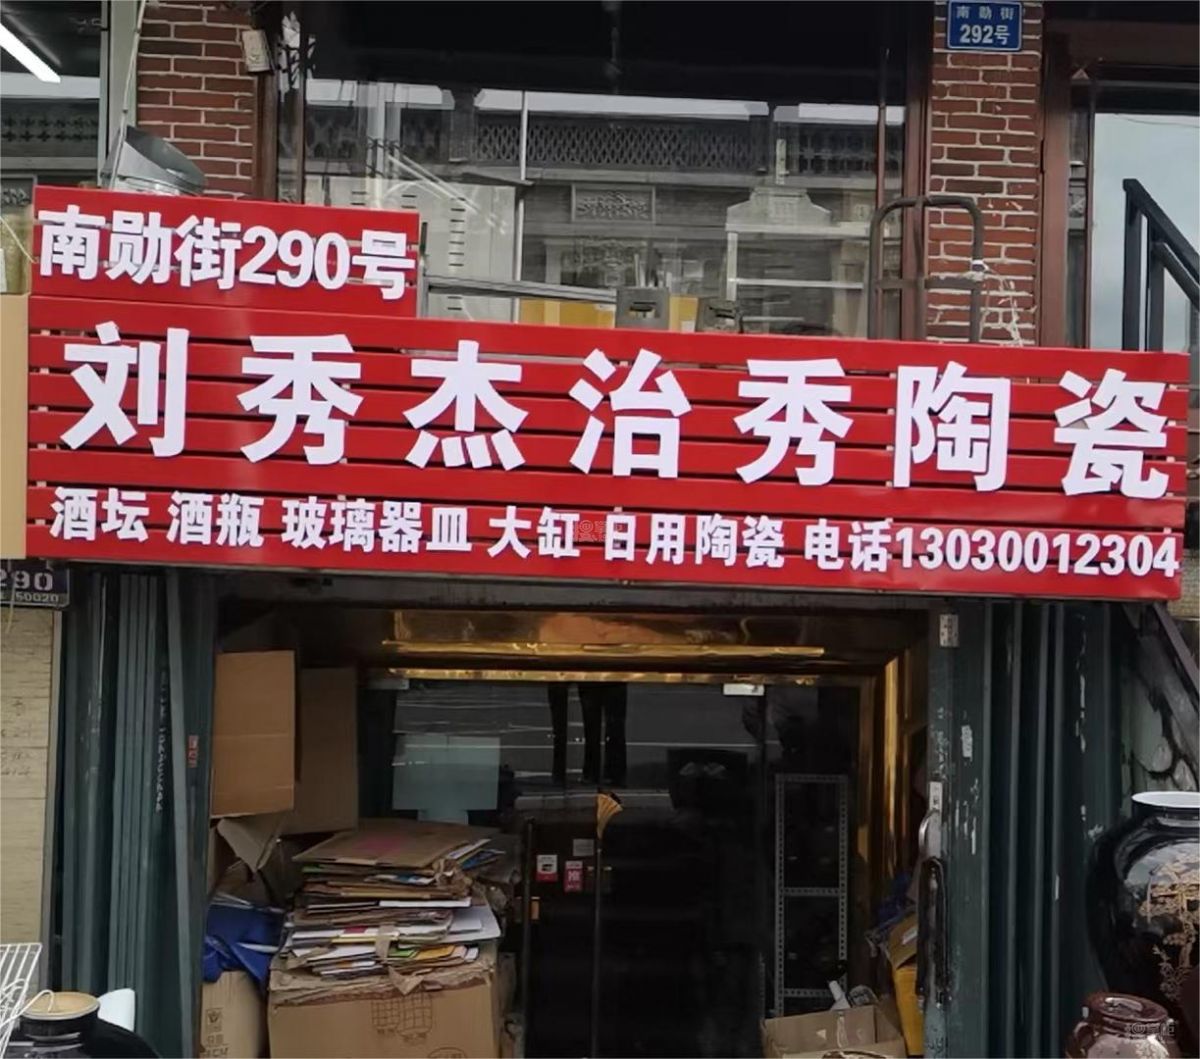 南勋街
292号
南勋街290号
刘秀杰治秀陶瓷
酒坛 酒瓶 玻璃器皿 大缸 日用陶瓷 电话13030012304
290
50020
推